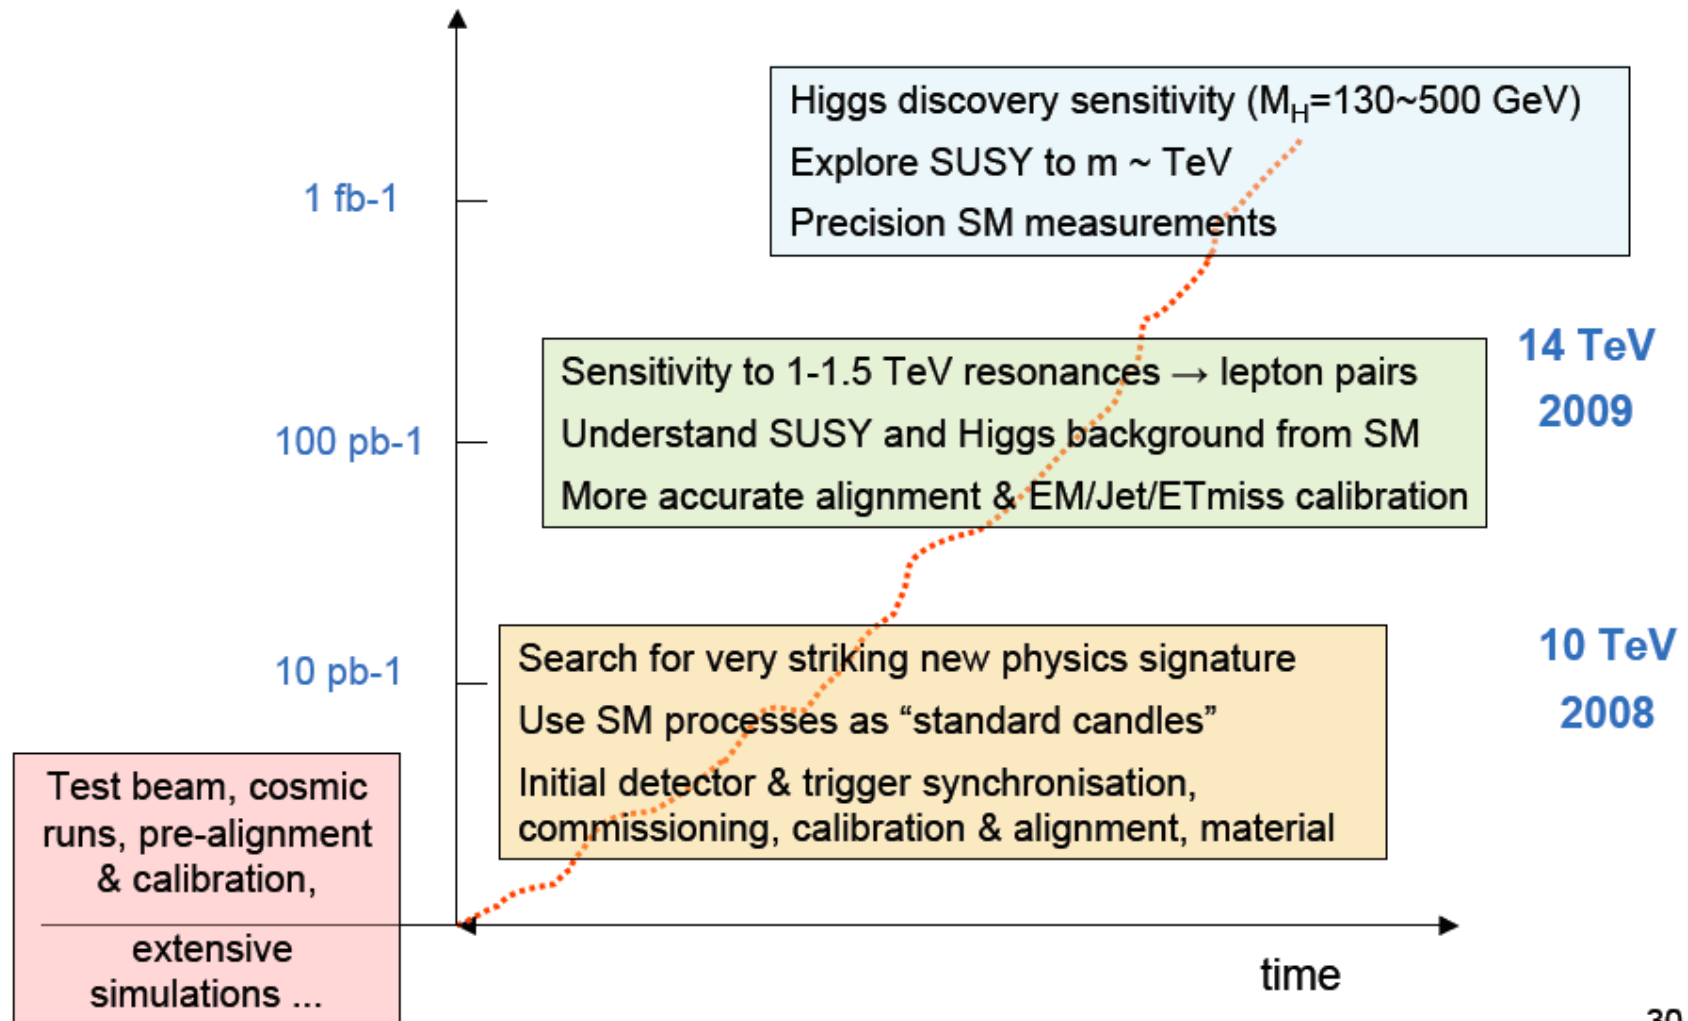 Higgs discovery sensitivity (MH=130~500 GeV)
Explore SUSY to m ~ TeV
Precision SM measurements
1 fb-1
14 TeV
2009
Sensitivity to 1-1.5 TeV resonances → lepton pairs
Understand SUSY and Higgs background from SM
More accurate alignment & EM/Jet/ETmiss calibration
100 pb-1
10 TeV
2008
Search for very striking new physics signature
Use SM processes as “standard candles”
Initial detector & trigger synchronisation,
commissioning, calibration & alignment, material
10 pb-1
Test beam, cosmic
runs, pre-alignment
& calibration,
extensive
simulations ...
time
30